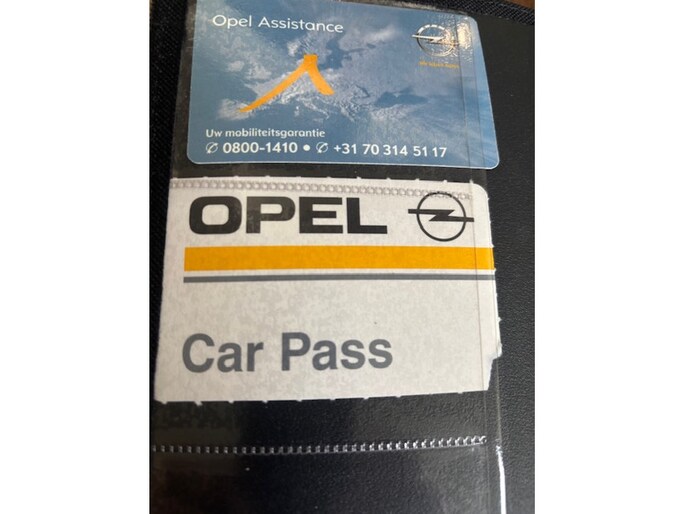 Opel Assistance
Uw mobiliteitsgarantie
✆ 0800-1410 • ✆ +31 70 314 51 17
OPEL
Car Pass